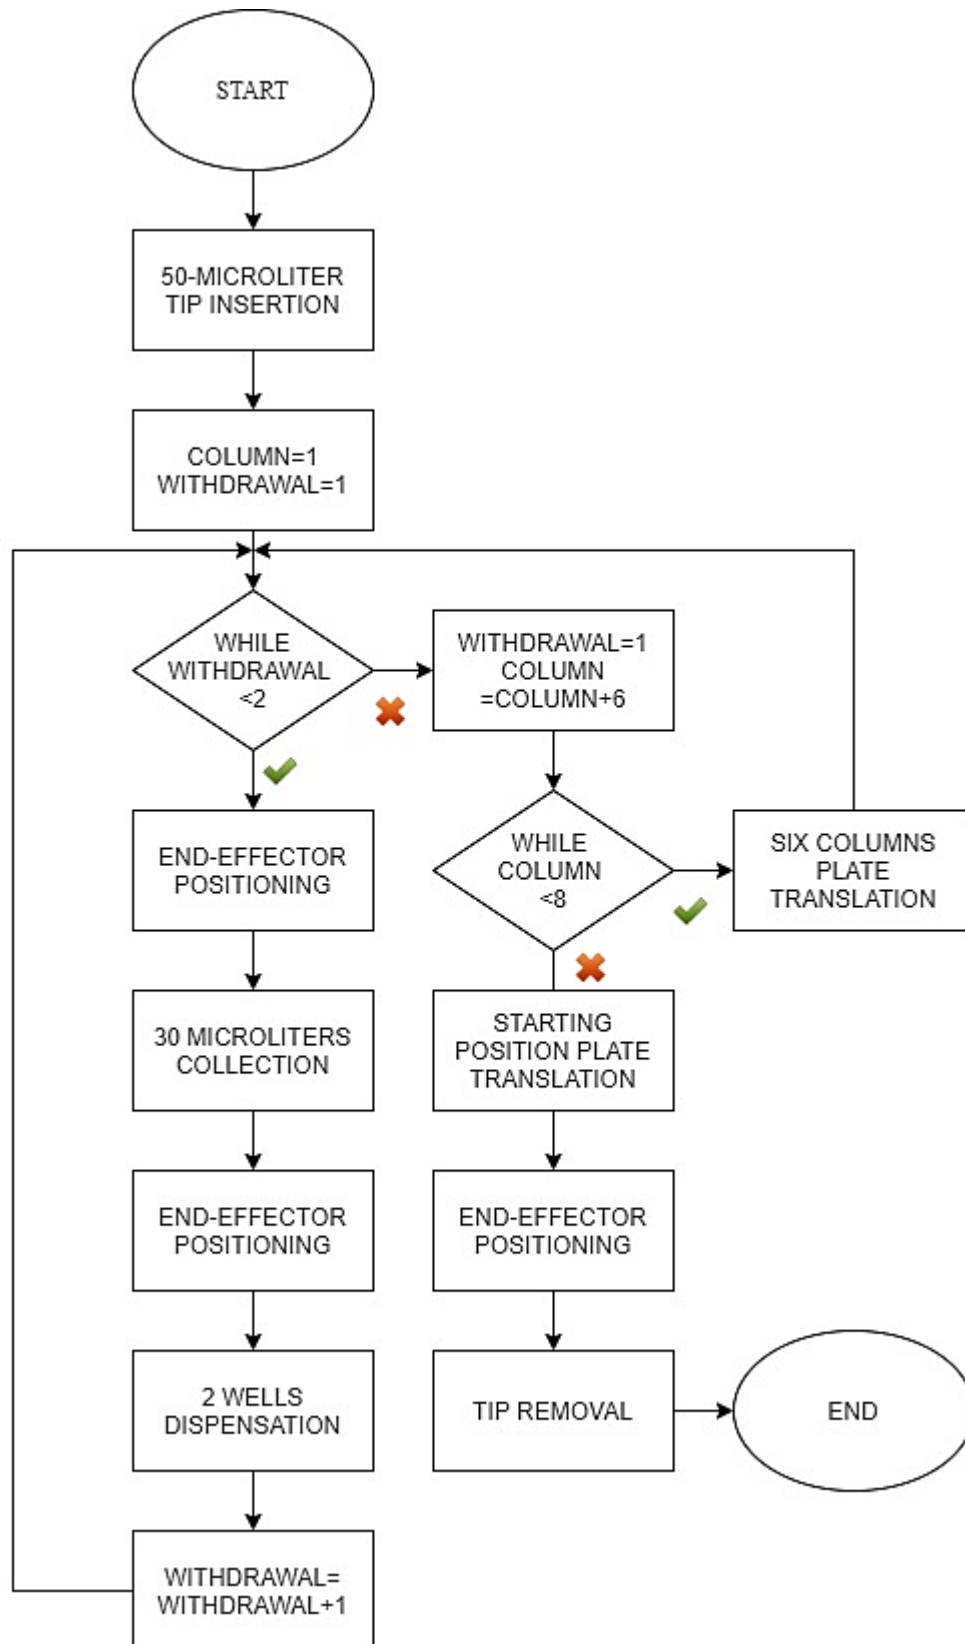 START
50-MICROLITER
TIP INSERTION
COLUMN=1
WITHDRAWAL=1
WHILE
WITHDRAWAL
<2
WITHDRAWAL=1
COLUMN
=COLUMN+6
END-EFFECTOR
POSITIONING
WHILE
COLUMN
<8
SIX COLUMNS
PLATE
TRANSLATION
30 MICROLITERS
COLLECTION
STARTING
POSITION PLATE
TRANSLATION
END-EFFECTOR
POSITIONING
END-EFFECTOR
POSITIONING
2 WELLS
DISPENSATION
TIP REMOVAL
END
WITHDRAWAL=
WITHDRAWAL+1